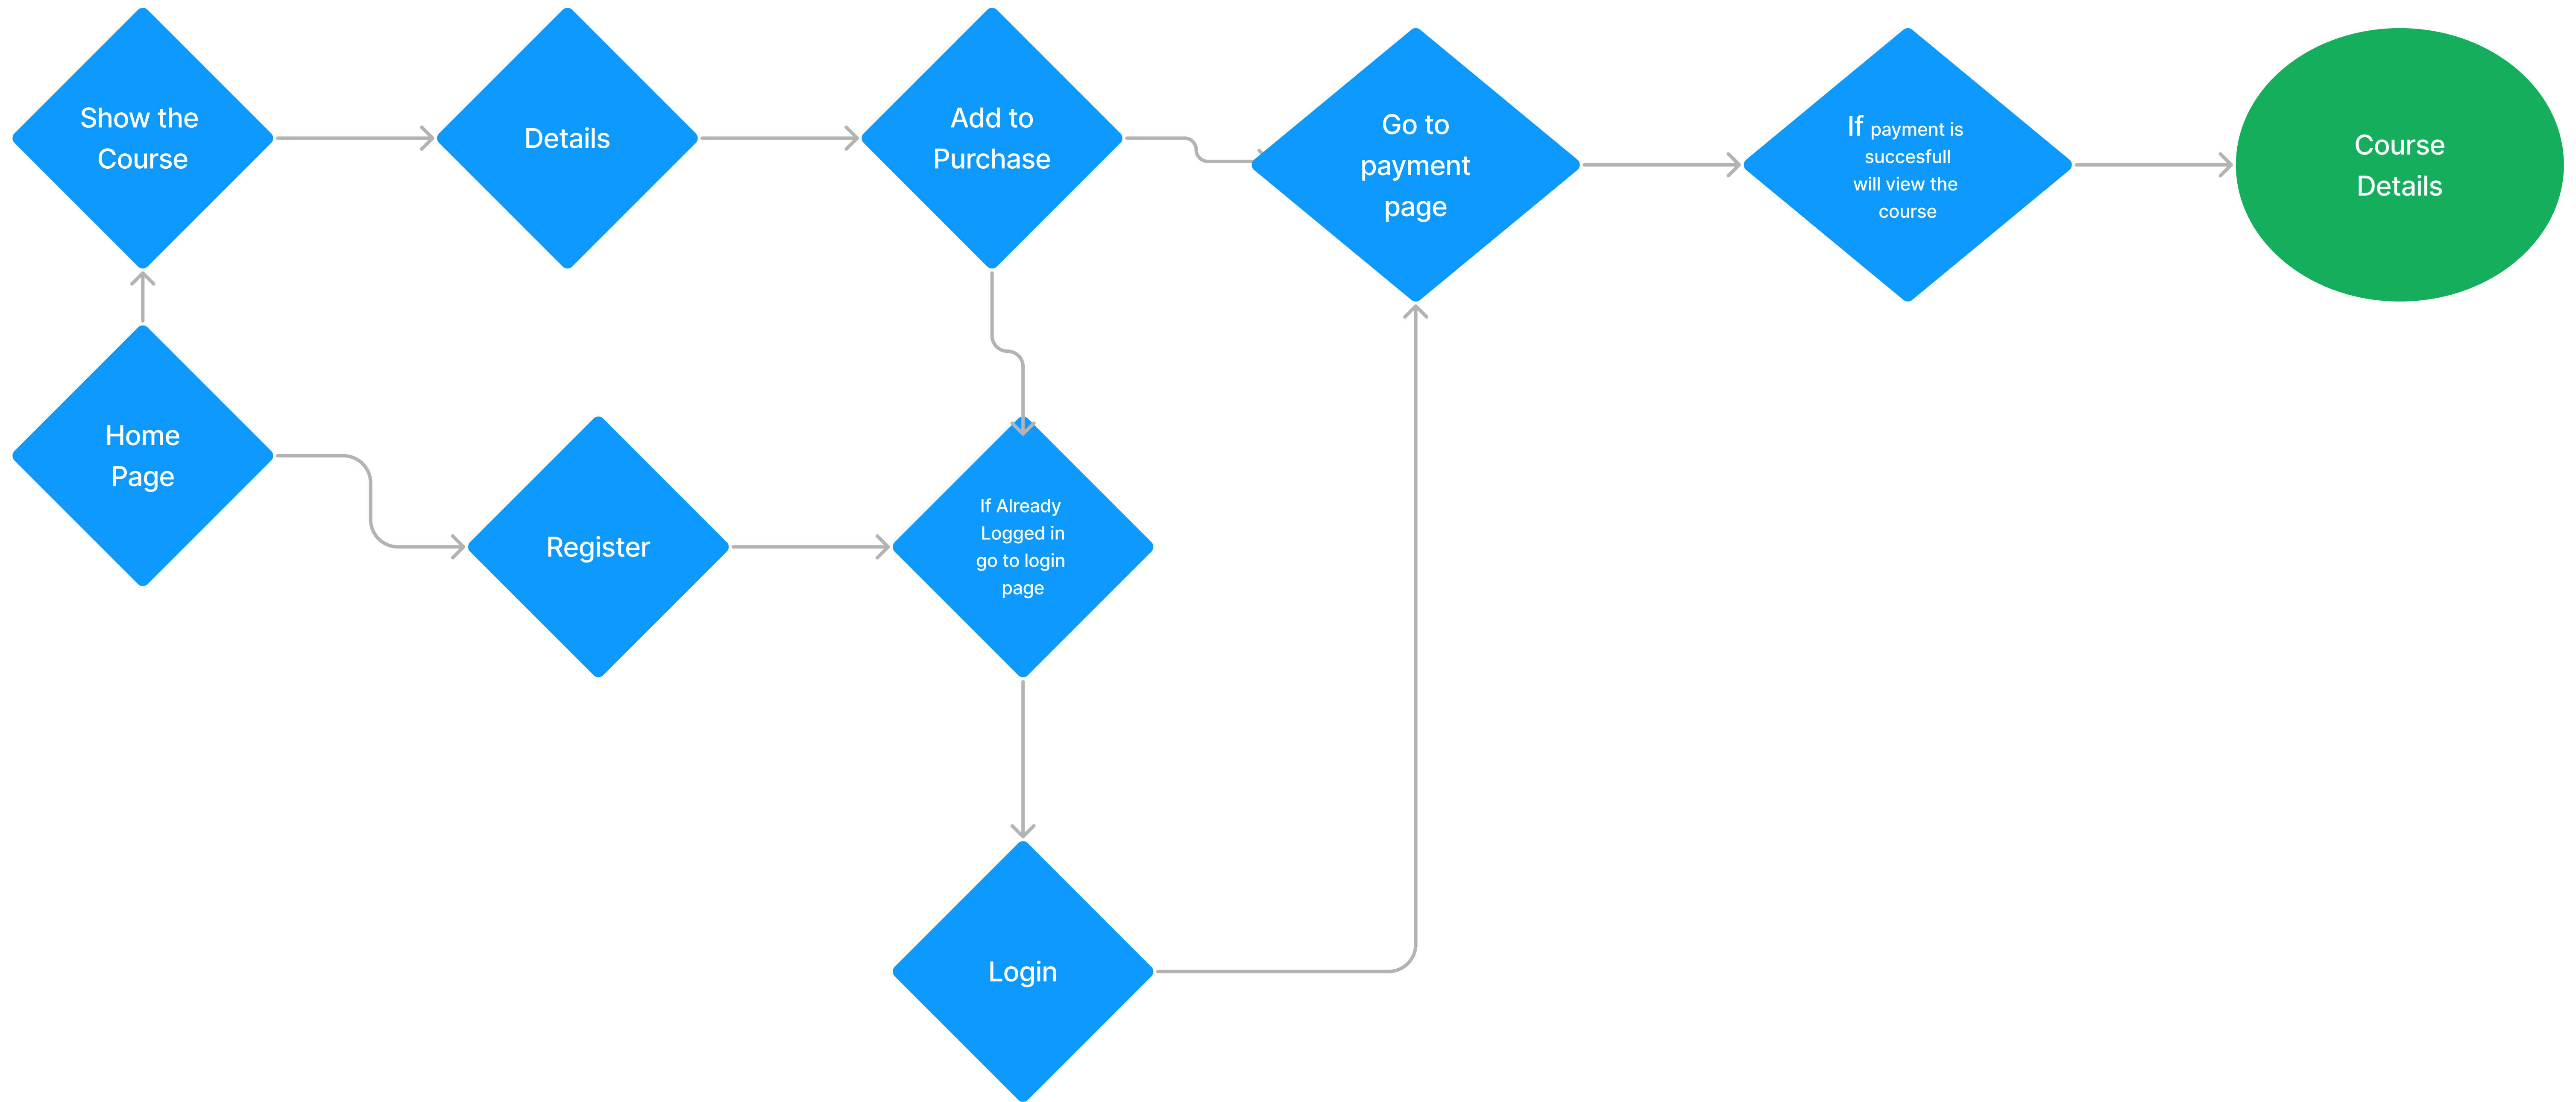 Show the
Course
Details
Add to
Purchase
Go to
payment
page
If payment is
succesfull
will view the
course
Course
Details
Home
Page
Register
If Already
Logged in
go to login
page
Login